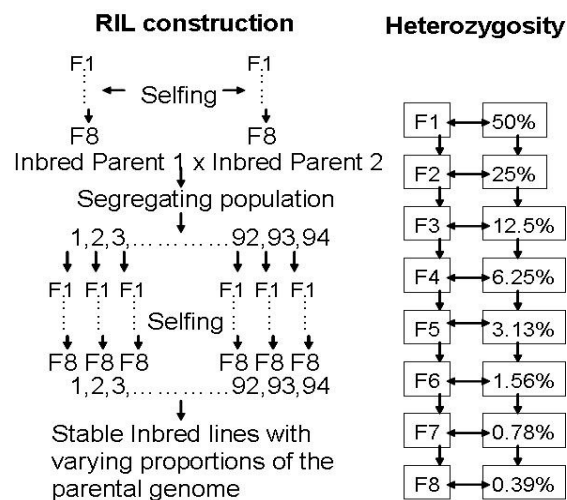 RIL construction
F1 F1
Selfing
F8 F8
Inbred Parent 1 x Inbred Parent 2
Segregating population
1,2,3,... ... ... ...92,93,94
F1 F1 F1 F1 F1 F1
Selfing
F8 F8 F8 F8 F8 F8
1,2,3,... ... ... ...92,93,94
Stable Inbred lines with
varying proportions of the
parental genome
Heterozygosity
F1 50%
F2 25%
F3 12.5%
F4 6.25%
F5 3.13%
F6 1.56%
F7 0.78%
F8 0.39%